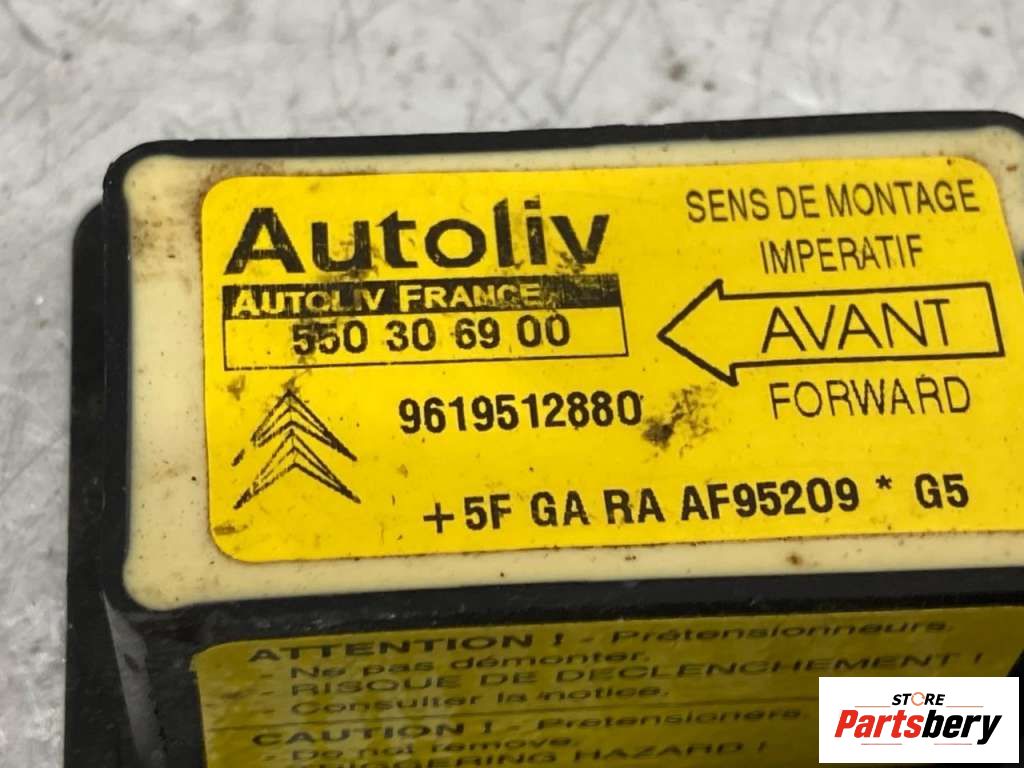 Autoliv
AUTOLIV FRANCE
550 30 69 00
9619512880
SENS DE MONTAGE
IMPERATIF
AVANT
FORWARD
+5F GA RA AF95209 * G5
ATTENTION ! - Prétensionneurs.
- Ne pas démonter.
- RISQUE DE DECLENCHEMENT !
- Consulter la notice.
CAUTION ! - Pretensioners.
- Do not remove.
TRIGGERING HAZARD !
STORE
Partsbery